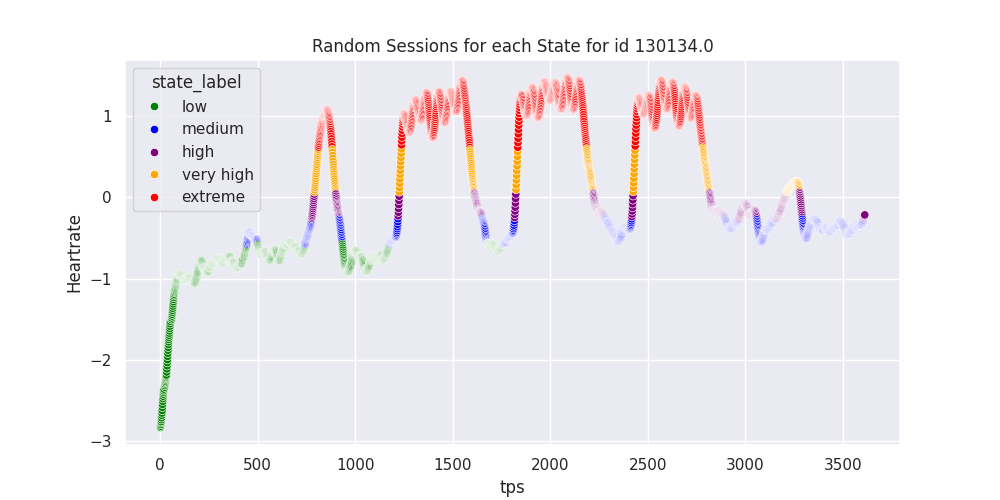 Random Sessions for each State for id 130134.0
state_label
low
medium
high
very high
extreme
Heartrate
1
0
−1
−2
−3
0 500 1000 1500 2000 2500 3000 3500
tps